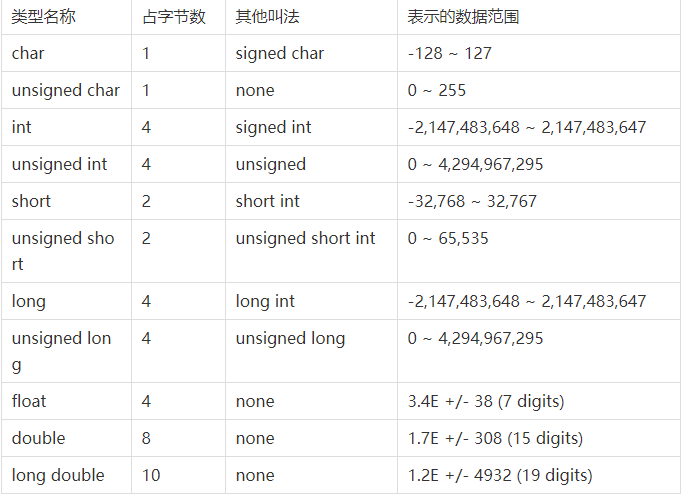 类型名称 占字节数 其他叫法 表示的数据范围
char 1 signed char -128 ~ 127
unsigned char 1 none 0 ~ 255
int 4 signed int -2,147,483,648 ~ 2,147,483,647
unsigned int 4 unsigned 0 ~ 4,294,967,295
short 2 short int -32,768 ~ 32,767
unsigned sho 2 unsigned short int 0 ~ 65,535
rt
long 4 long int -2,147,483,648 ~ 2,147,483,647
unsigned lon 4 unsigned long 0 ~ 4,294,967,295
g
float 4 none 3.4E +/- 38 (7 digits)
double 8 none 1.7E +/- 308 (15 digits)
long double 10 none 1.2E +/- 4932 (19 digits)